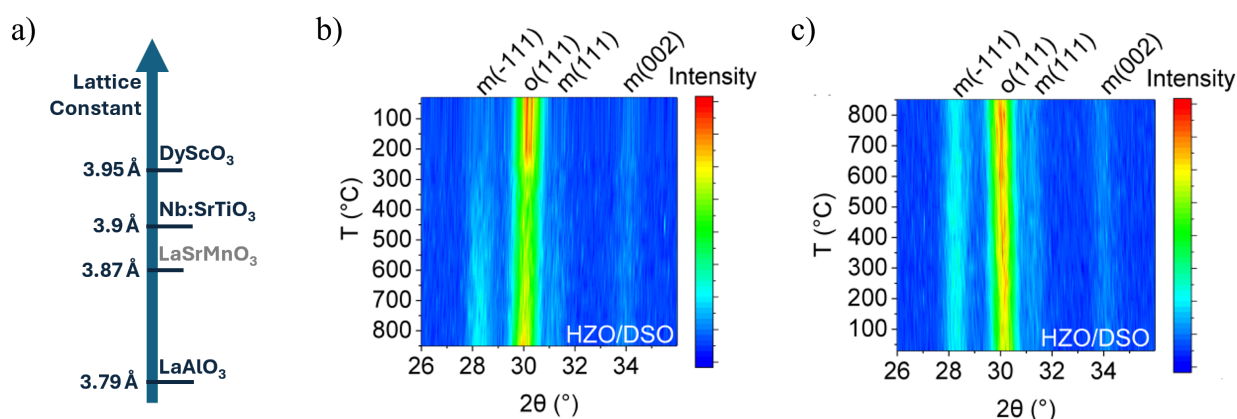 a)
Lattice
Constant
DyScO₃
3.95 Å
Nb:SrTiO₃
3.9 Å
LaSrMnO₃
3.87 Å
LaAlO₃
3.79 Å
b)
m(-111)
o(111)
m(111)
m(002)
Intensity
T (°C)
100
200
300
400
500
600
700
800
HZO/DSO
26 28 30 32 34
2θ (°)
c)
m(-111)
o(111)
m(111)
m(002)
Intensity
T (°C)
800
700
600
500
400
300
200
100
HZO/DSO
26 28 30 32 34
2θ (°)